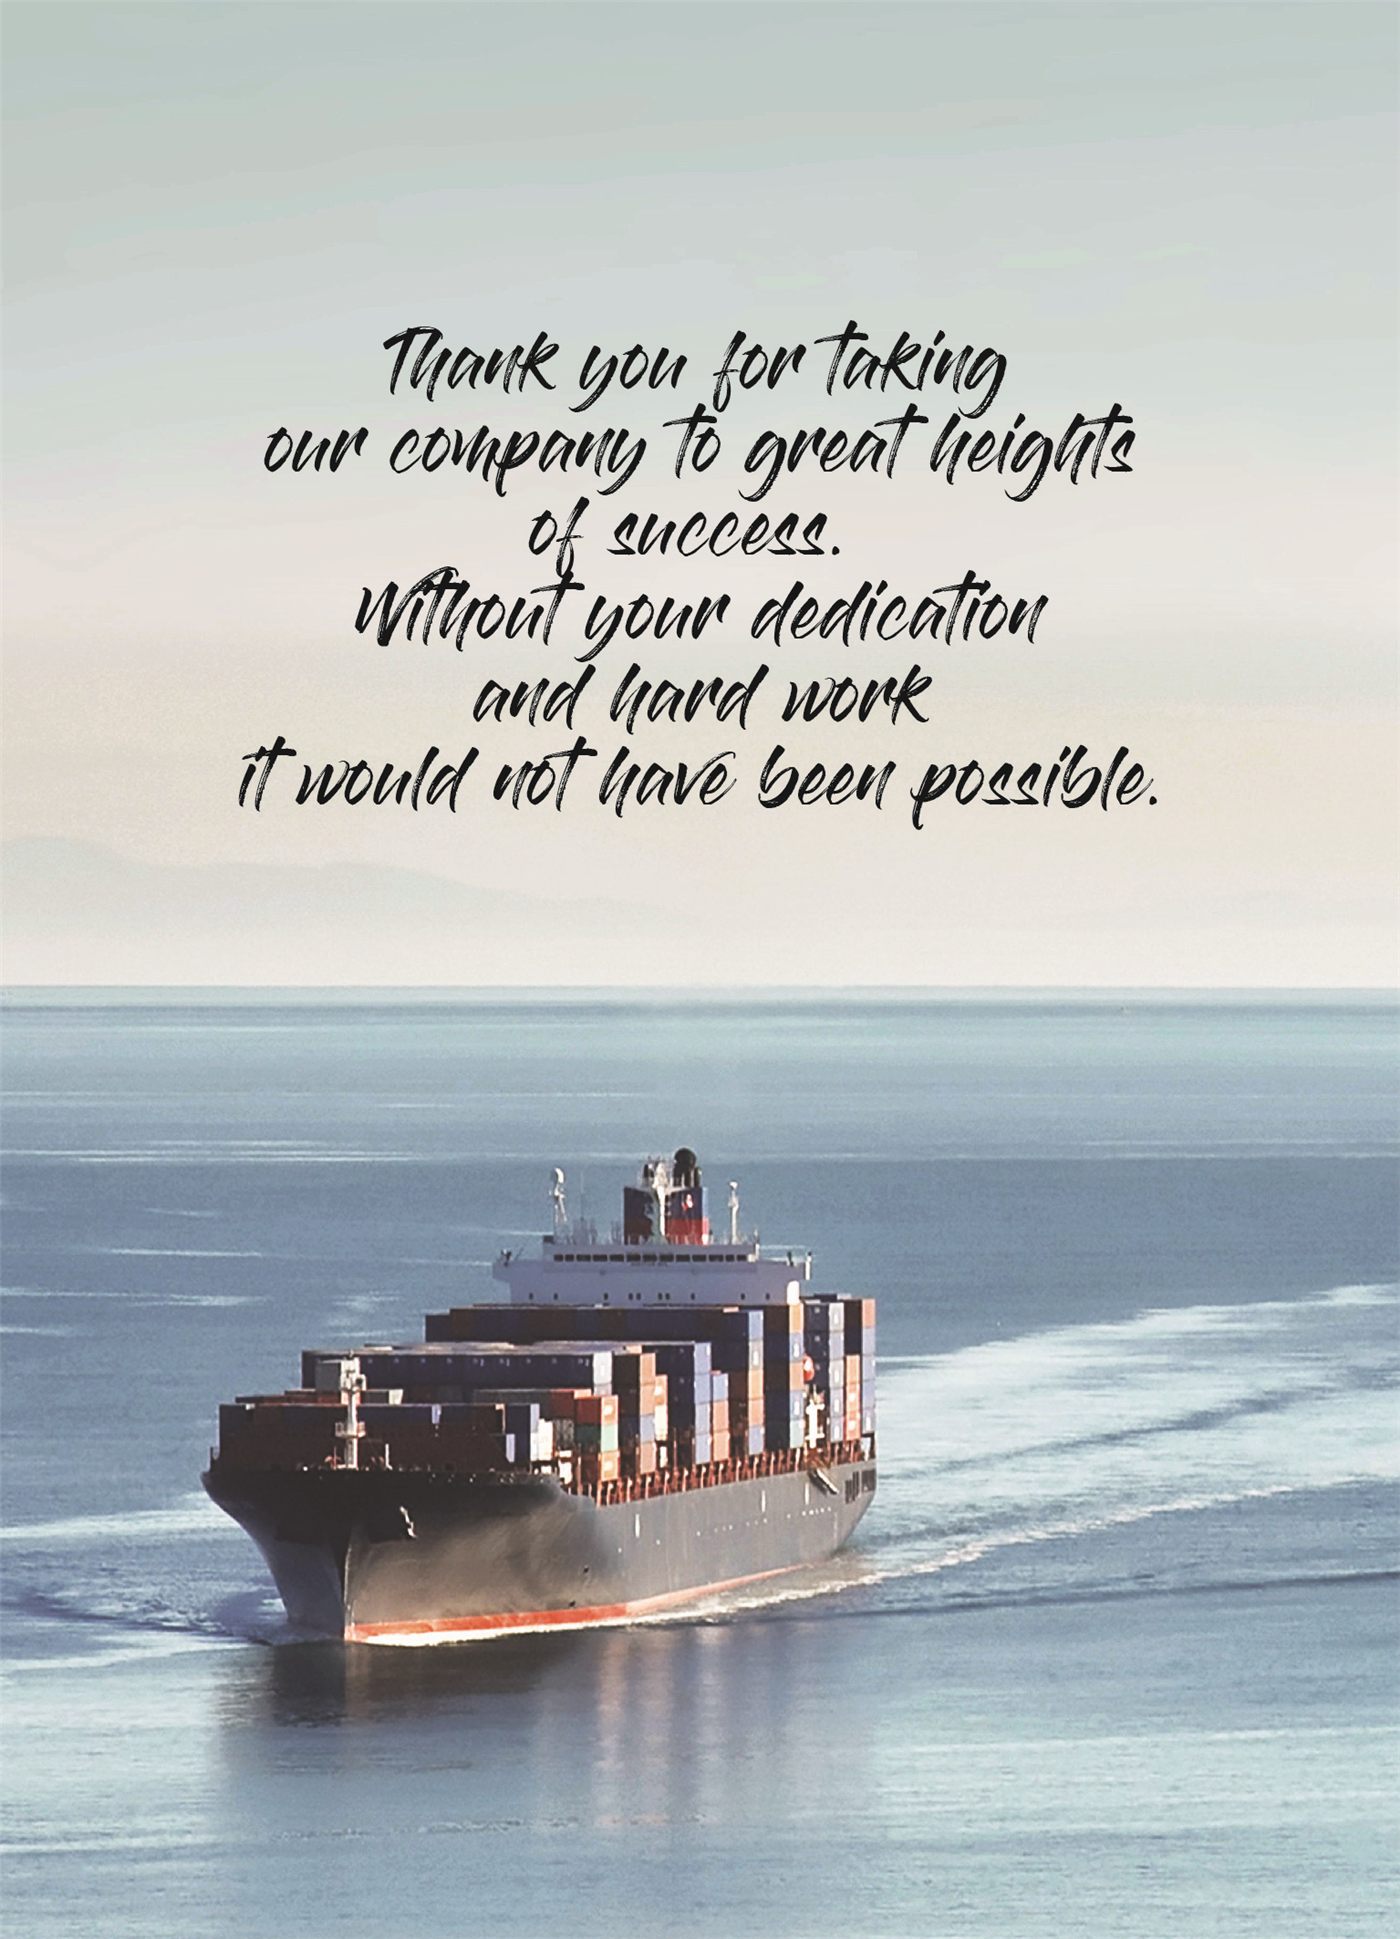 Thank you for taking
our company to great heights
of success.
Without your dedication
and hard work
it would not have been possible.